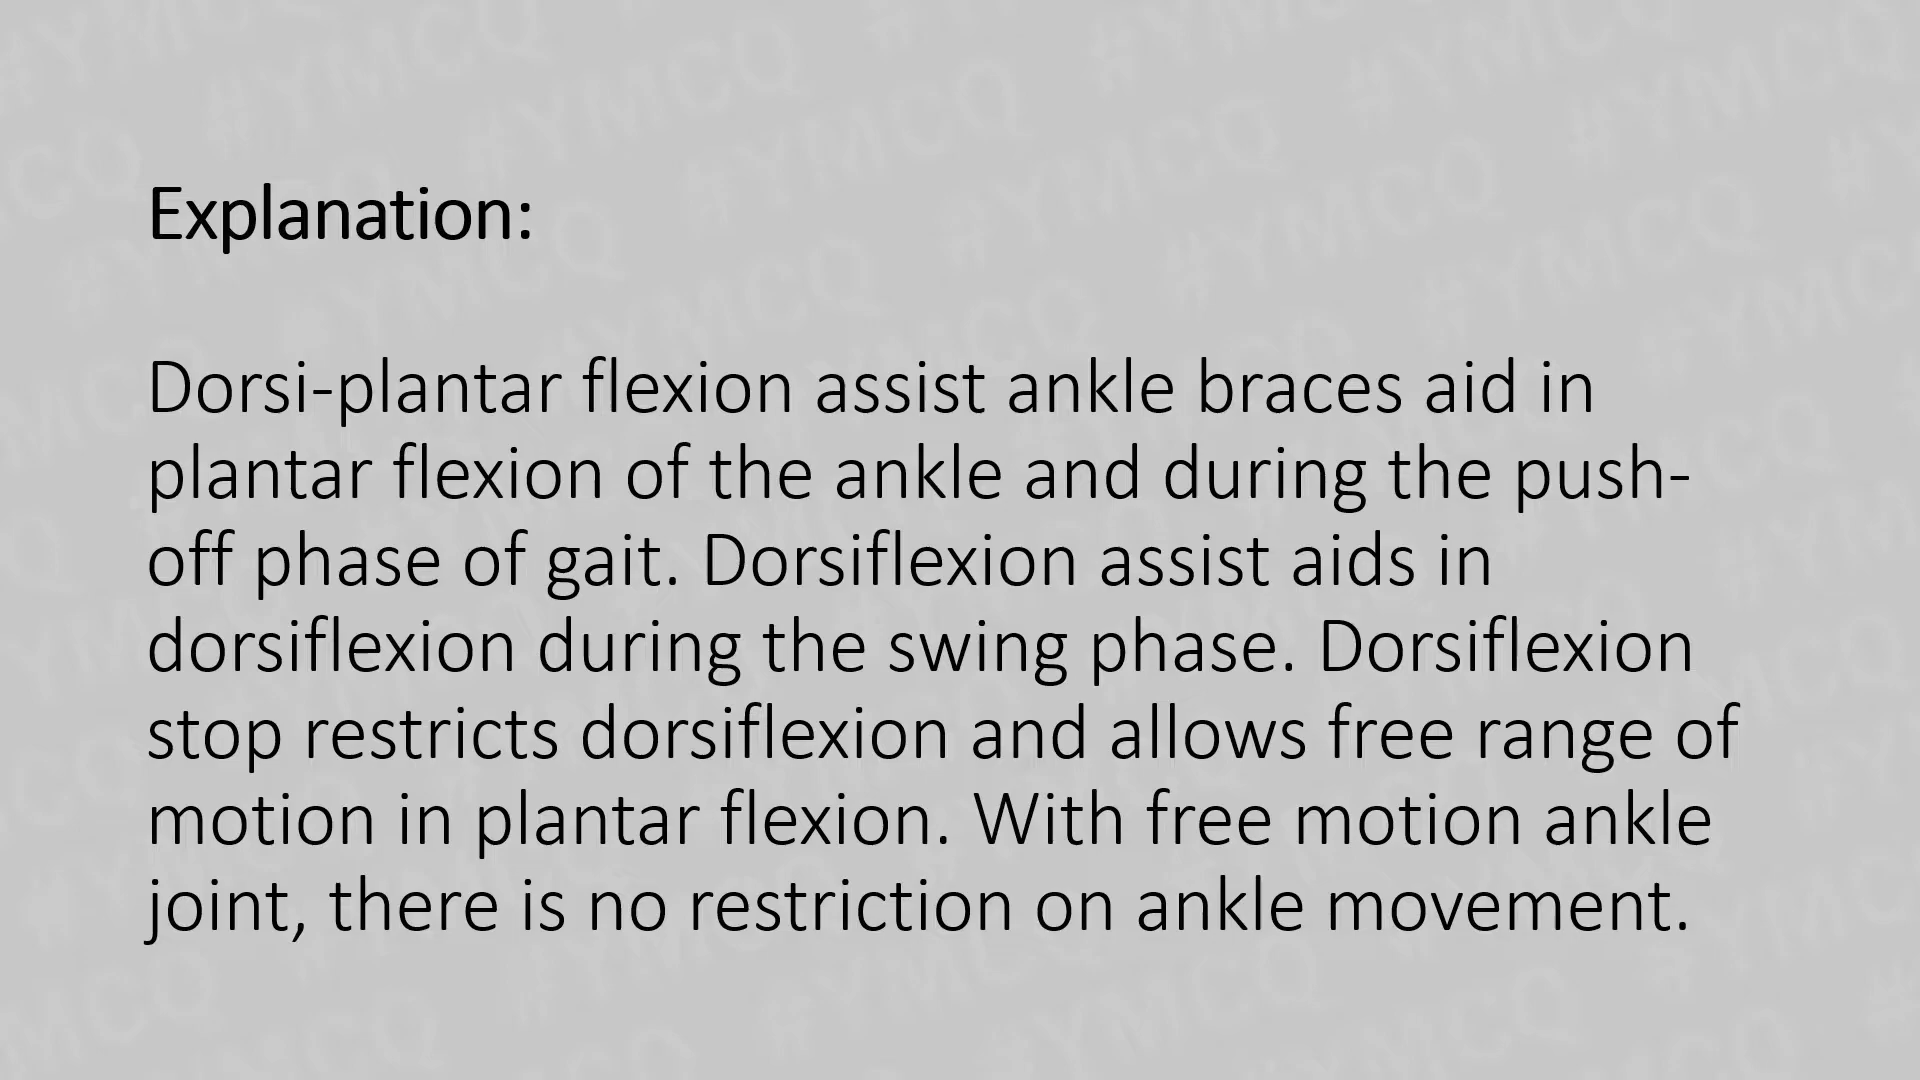 Explanation:
Dorsi-plantar flexion assist ankle braces aid in
plantar flexion of the ankle and during the push-
off phase of gait. Dorsiflexion assist aids in
dorsiflexion during the swing phase. Dorsiflexion
stop restricts dorsiflexion and allows free range of
motion in plantar flexion. With free motion ankle
joint, there is no restriction on ankle movement.
#YMCQ